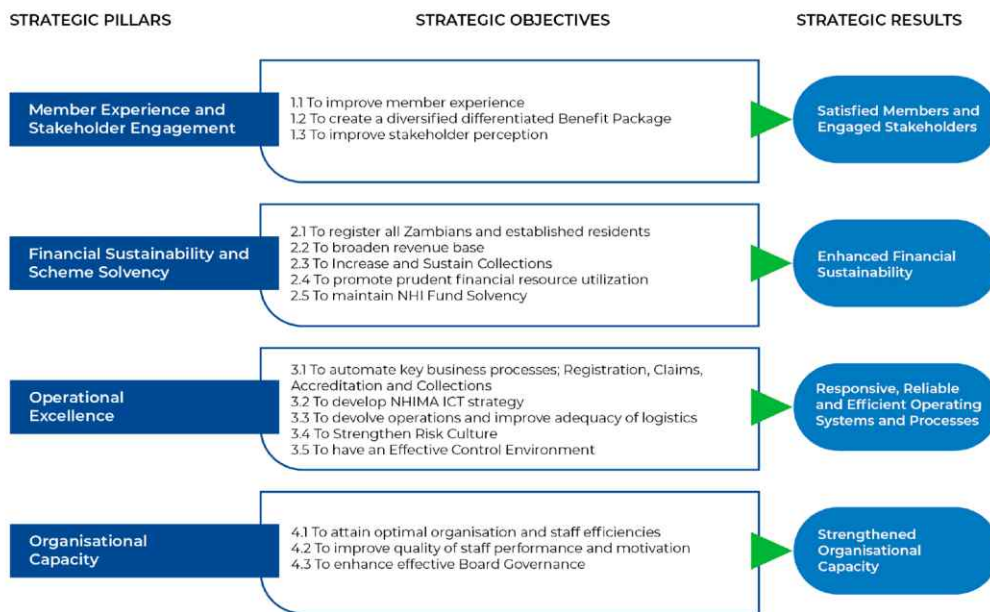 STRATEGIC PILLARS
STRATEGIC OBJECTIVES
STRATEGIC RESULTS
Member Experience and
Stakeholder Engagement
1.1 To improve member experience
1.2 To create a diversified differentiated Benefit Package
1.3 To improve stakeholder perception
Satisfied Members and
Engaged Stakeholders
Financial Sustainability and
Scheme Solvency
2.1 To register all Zambians and established residents
2.2 To broaden revenue base
2.3 To Increase and Sustain Collections
2.4 To promote prudent financial resource utilization
2.5 To maintain NHI Fund Solvency
Enhanced Financial
Sustainability
Operational
Excellence
3.1 To automate key business processes; Registration, Claims,
Accreditation and Collections
3.2 To develop NHIMA ICT strategy
3.3 To devolve operations and improve adequacy of logistics
3.4 To Strengthen Risk Culture
3.5 To have an Effective Control Environment
Responsive, Reliable
and Efficient Operating
Systems and Processes
Organisational
Capacity
4.1 To attain optimal organisation and staff efficiencies
4.2 To improve quality of staff performance and motivation
4.3 To enhance effective Board Governance
Strengthened
Organisational
Capacity